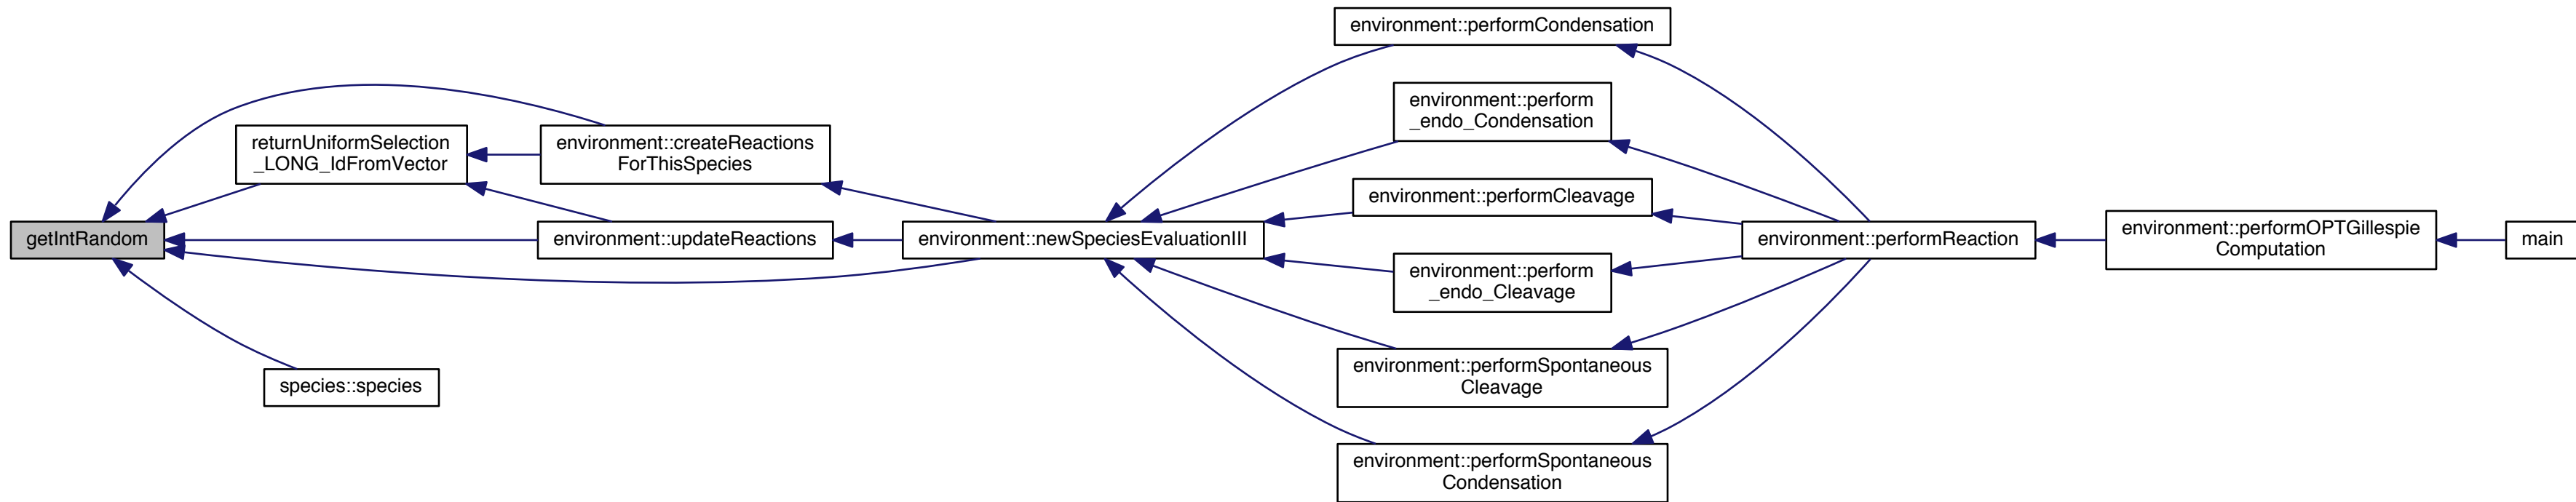 getIntRandom
returnUniformSelection
_LONG_IdFromVector
species::species
environment::createReactions
ForThisSpecies
environment::updateReactions
environment::newSpeciesEvaluationIII
environment::performCondensation
environment::perform
_endo_Condensation
environment::performCleavage
environment::perform
_endo_Cleavage
environment::performSpontaneous
Cleavage
environment::performSpontaneous
Condensation
environment::performReaction
environment::performOPTGillespie
Computation
main